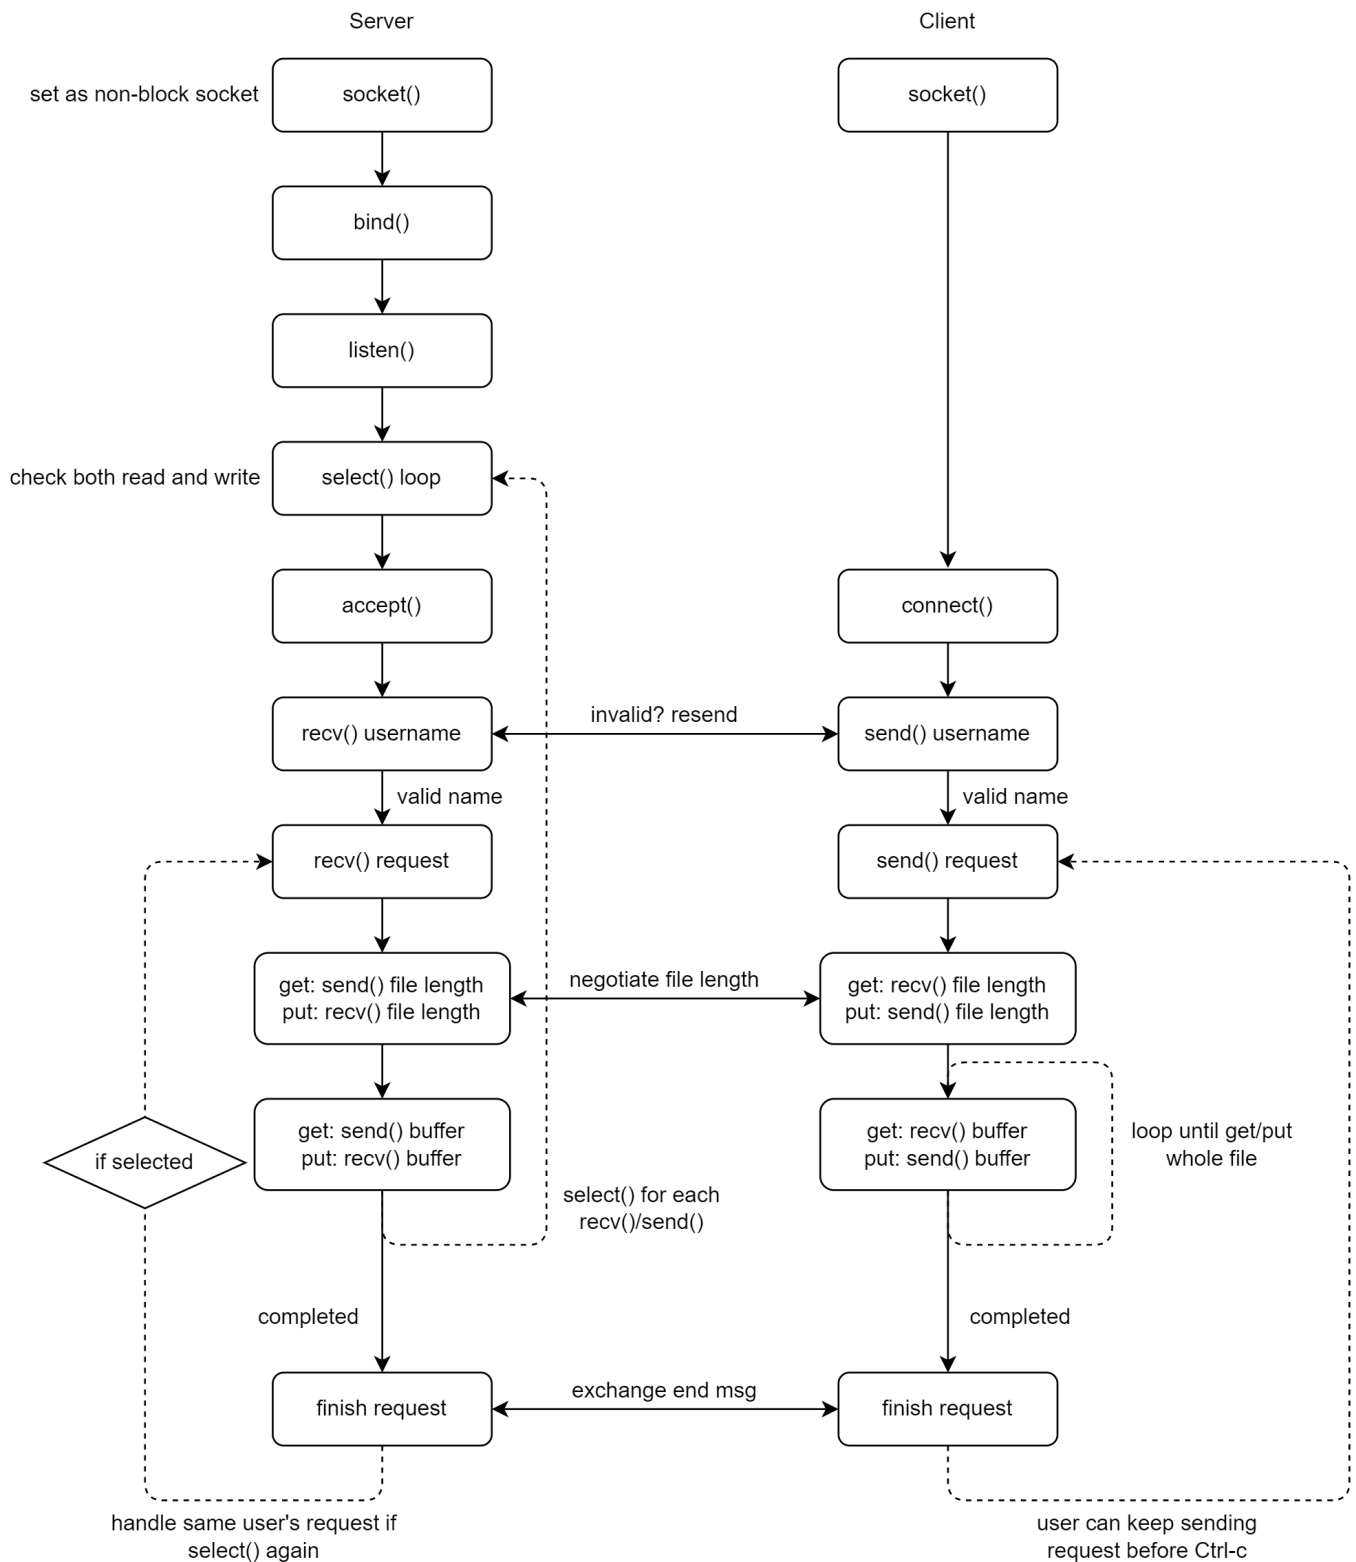 Server
Client
set as non-block socket
socket()
socket()
bind()
listen()
check both read and write
select() loop
accept()
connect()
recv() username
invalid? resend
send() username
valid name
valid name
recv() request
send() request
get: send() file length
put: recv() file length
negotiate file length
get: recv() file length
put: send() file length
if selected
get: send() buffer
put: recv() buffer
get: recv() buffer
put: send() buffer
loop until get/put
whole file
select() for each
recv()/send()
completed
completed
finish request
exchange end msg
finish request
handle same user's request if
select() again
user can keep sending
request before Ctrl-c